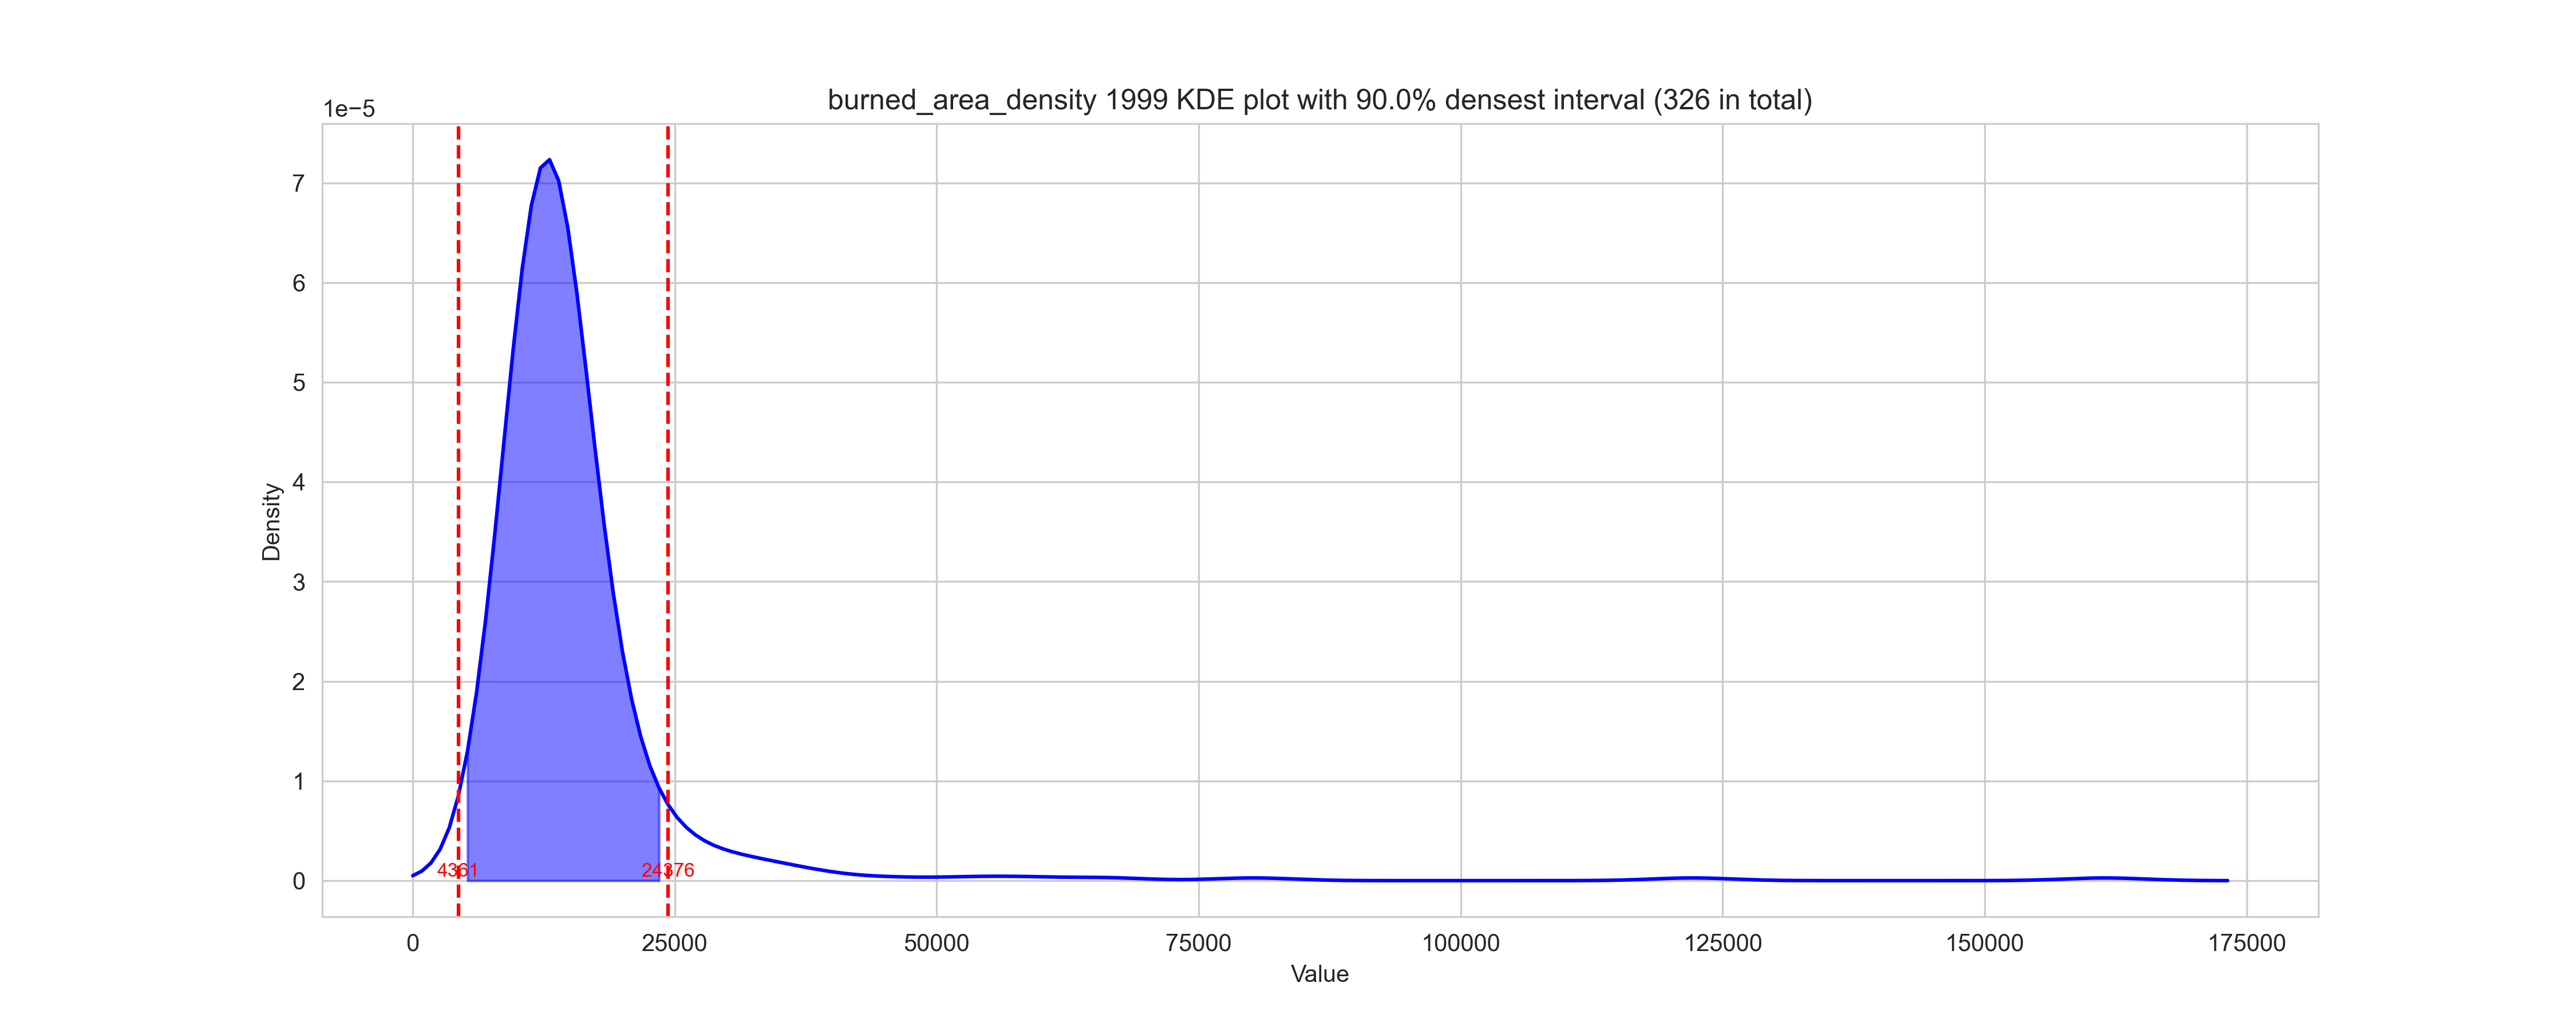 burned_area_density 1999 KDE plot with 90.0% densest interval (326 in total)
1e−5
7
6
5
4
3
2
1
0
Density
4361
24376
0 25000 50000 75000 100000 125000 150000 175000
Value